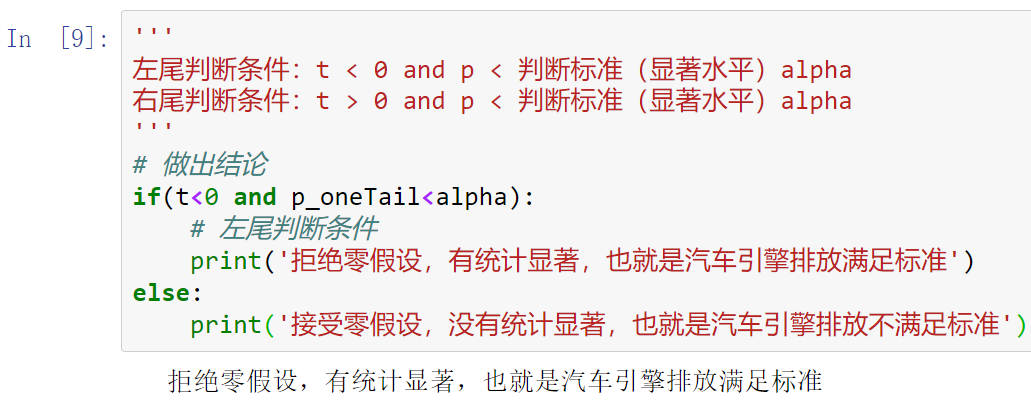 In [9]: '''
左尾判断条件：t < 0 and p < 判断标准（显著水平）alpha
右尾判断条件：t > 0 and p < 判断标准（显著水平）alpha
'''
# 做出结论
if(t<0 and p_oneTail<alpha):
    # 左尾判断条件
    print('拒绝零假设，有统计显著，也就是汽车引擎排放满足标准')
else:
    print('接受零假设，没有统计显著，也就是汽车引擎排放不满足标准')
拒绝零假设，有统计显著，也就是汽车引擎排放满足标准